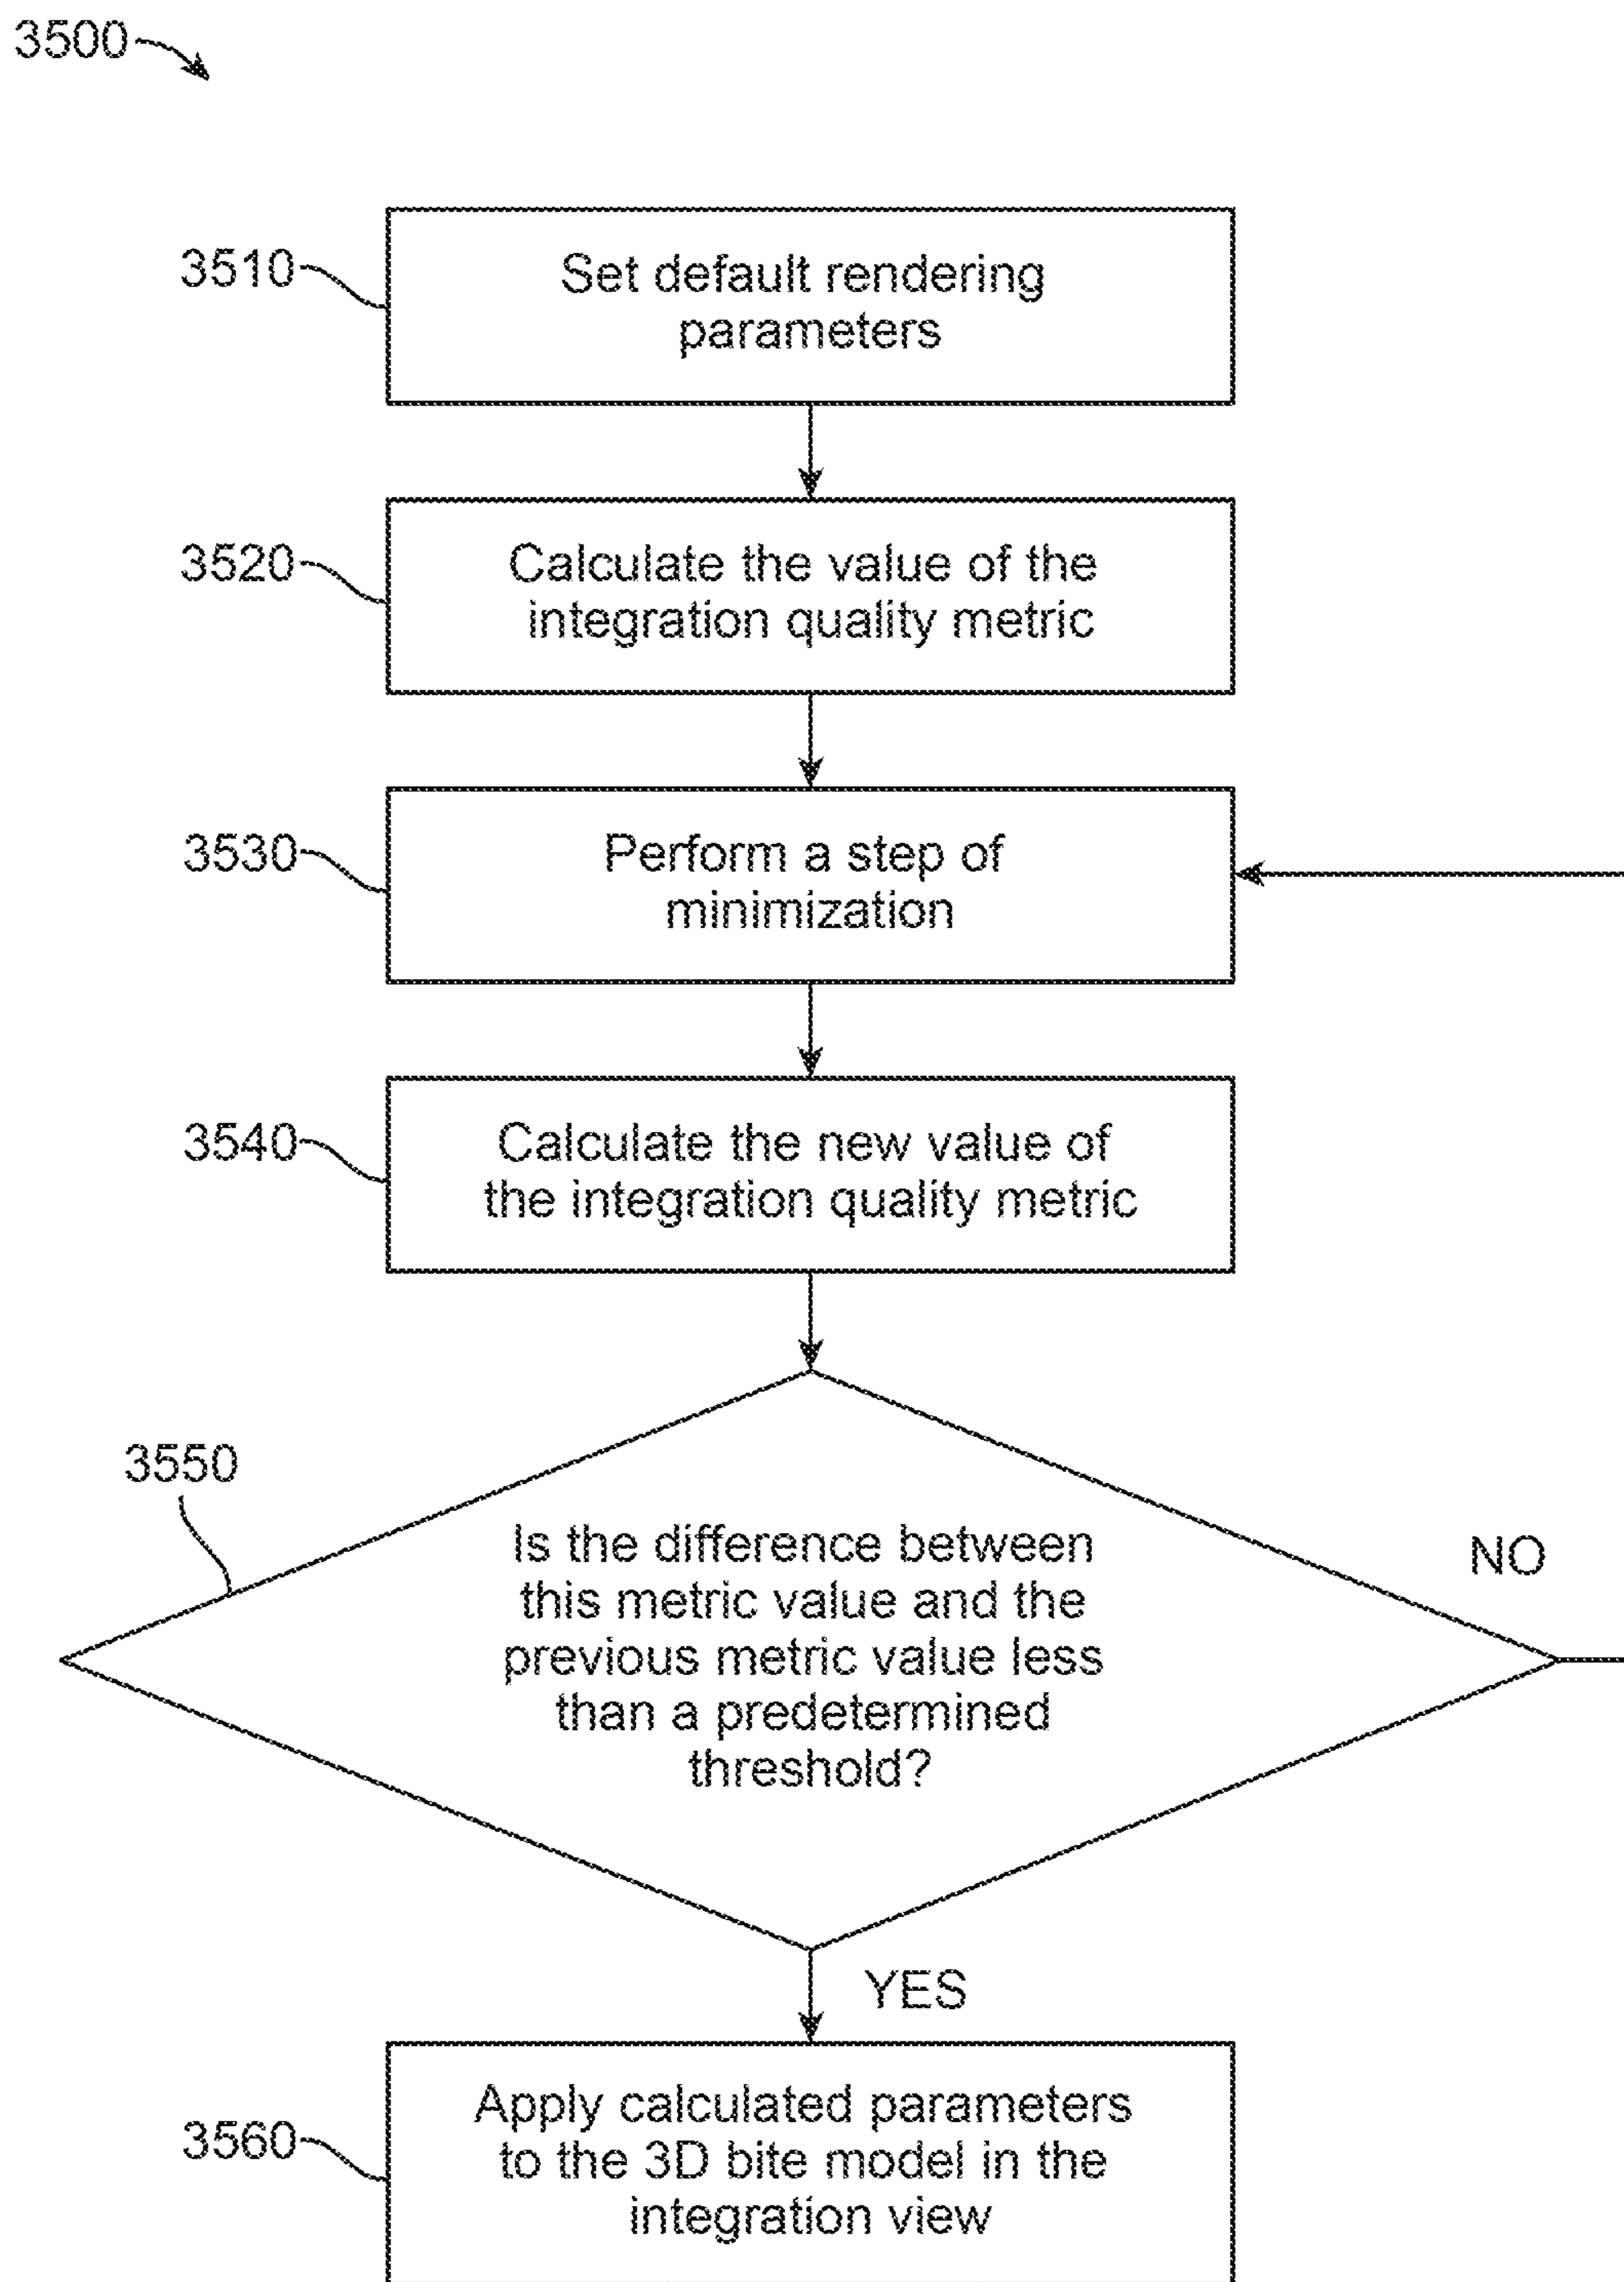 3500
3510
Set default rendering
parameters
3520
Calculate the value of the
integration quality metric
3530
Perform a step of
minimization
3540
Calculate the new value of
the integration quality metric
3550
Is the difference between
this metric value and the
previous metric value less
than a predetermined
threshold?
NO
YES
3560
Apply calculated parameters
to the 3D bite model in the
integration view